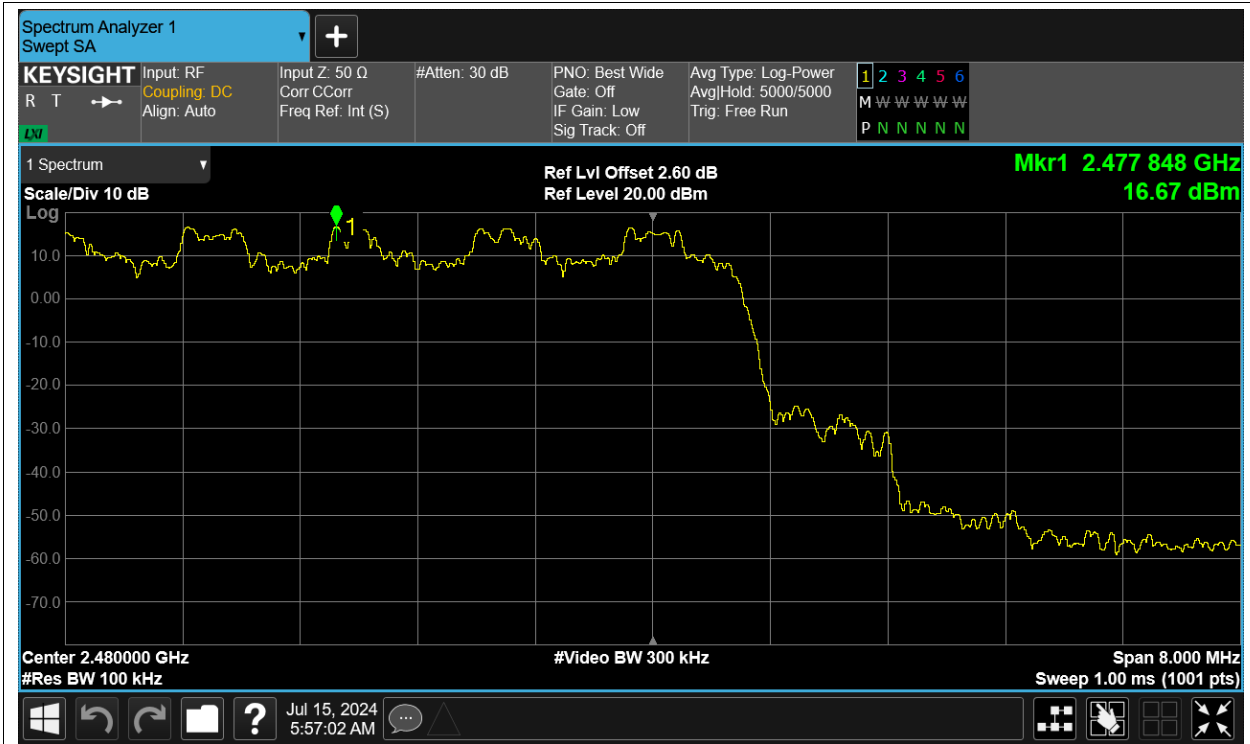 Spectrum Analyzer 1
Swept SA
+
KEYSIGHT
R T
LXI
Input: RF
Coupling: DC
Align: Auto
Input Z: 50 Ω
Corr CCorr
Freq Ref: Int (S)
#Atten: 30 dB
PNO: Best Wide
Gate: Off
IF Gain: Low
Sig Track: Off
Avg Type: Log-Power
Avg|Hold: 5000/5000
Trig: Free Run
1 2 3 4 5 6
M W W W W W
P N N N N N
1 Spectrum
Scale/Div 10 dB
Log
Ref Lvl Offset 2.60 dB
Ref Level 20.00 dBm
Mkr1 2.477 848 GHz
16.67 dBm
1
10.0
0.00
-10.0
-20.0
-30.0
-40.0
-50.0
-60.0
-70.0
Center 2.480000 GHz
#Res BW 100 kHz
#Video BW 300 kHz
Span 8.000 MHz
Sweep 1.00 ms (1001 pts)
?
Jul 15, 2024
5:57:02 AM